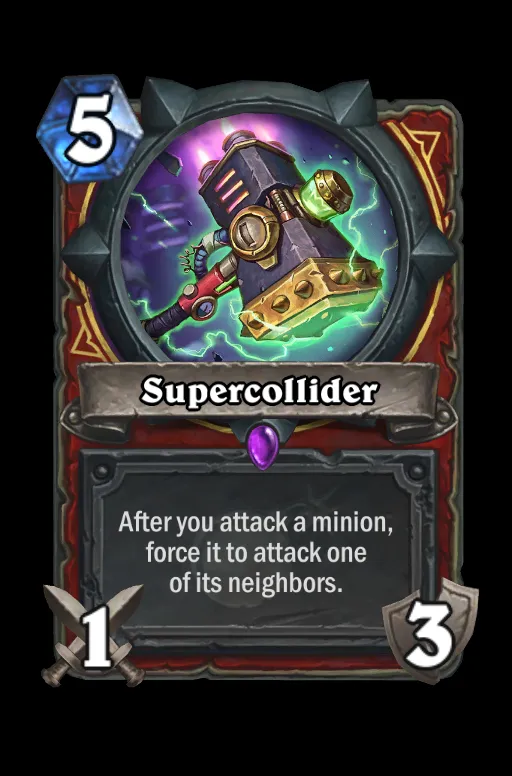 5
Supercollider
After you attack a minion,
force it to attack one
of its neighbors.
1
3